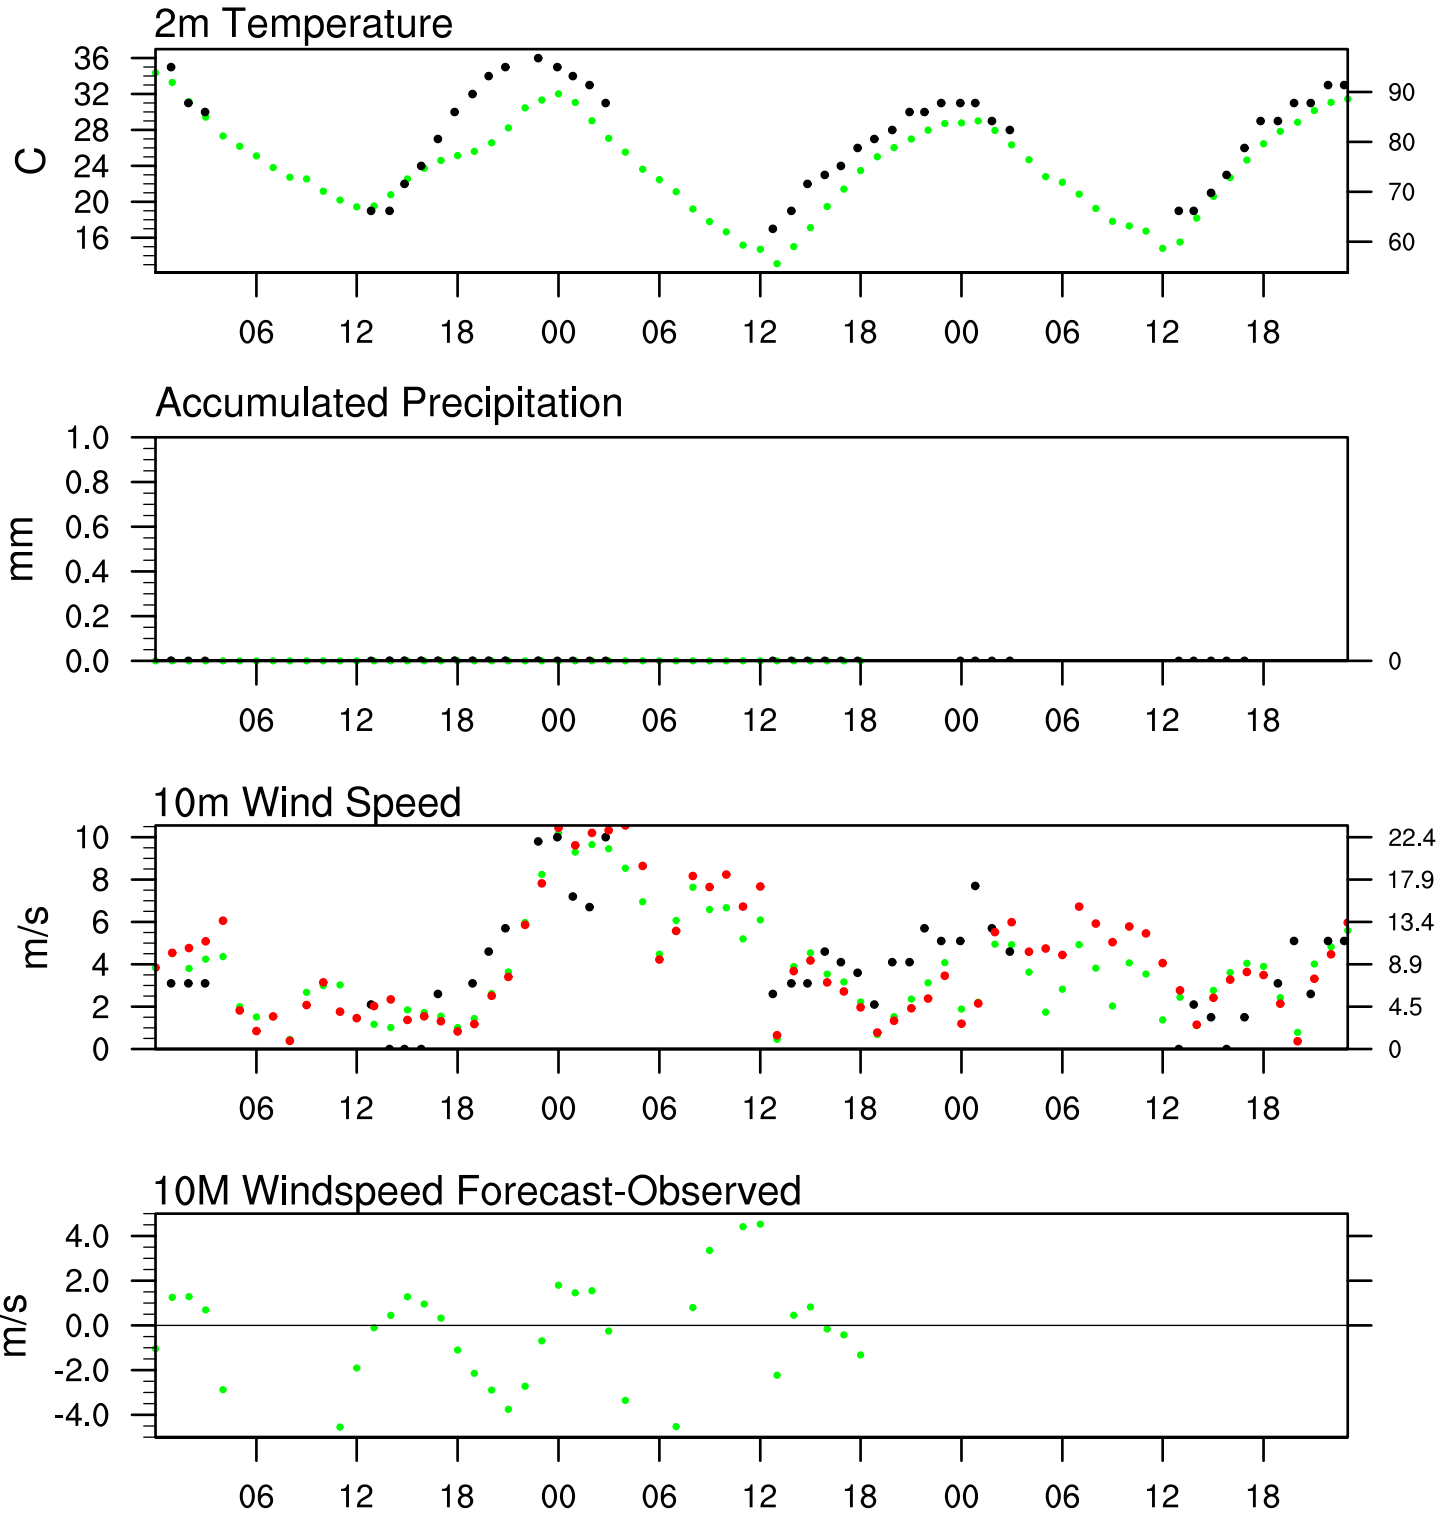 2m Temperature
36
32
28
24
20
16
C
90
80
70
60
06 12 18 00 06 12 18 00 06 12 18
Accumulated Precipitation
1.0
0.8
0.6
0.4
0.2
0.0
mm
0
06 12 18 00 06 12 18 00 06 12 18
10m Wind Speed
10
8
6
4
2
0
m/s
22.4
17.9
13.4
8.9
4.5
0
06 12 18 00 06 12 18 00 06 12 18
10M Windspeed Forecast-Observed
4.0
2.0
0.0
-2.0
-4.0
m/s
06 12 18 00 06 12 18 00 06 12 18